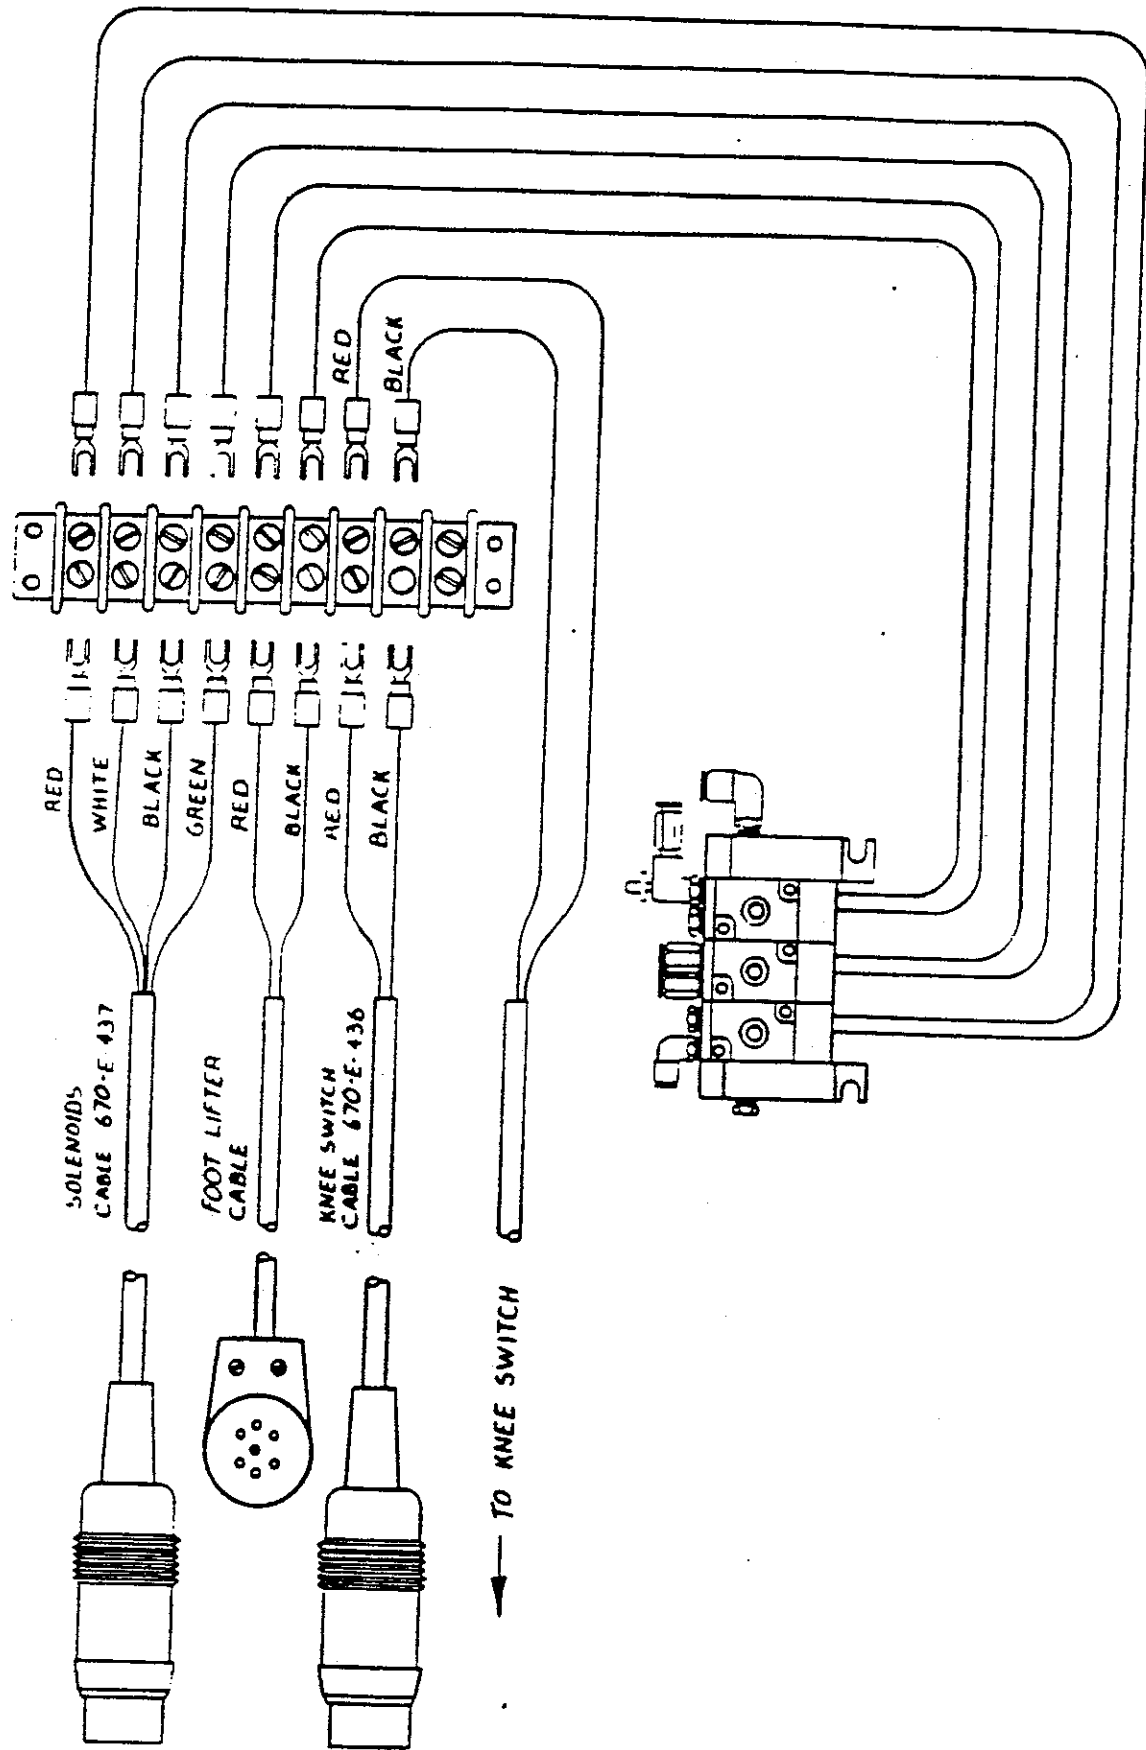 RED
BLACK
RED
WHITE
BLACK
GREEN
RED
BLACK
RED
BLACK
SOLENOIDS
CABLE 670-E-437
FOOT LIFTER
CABLE
KNEE SWITCH
CABLE 670-E-436
TO KNEE SWITCH